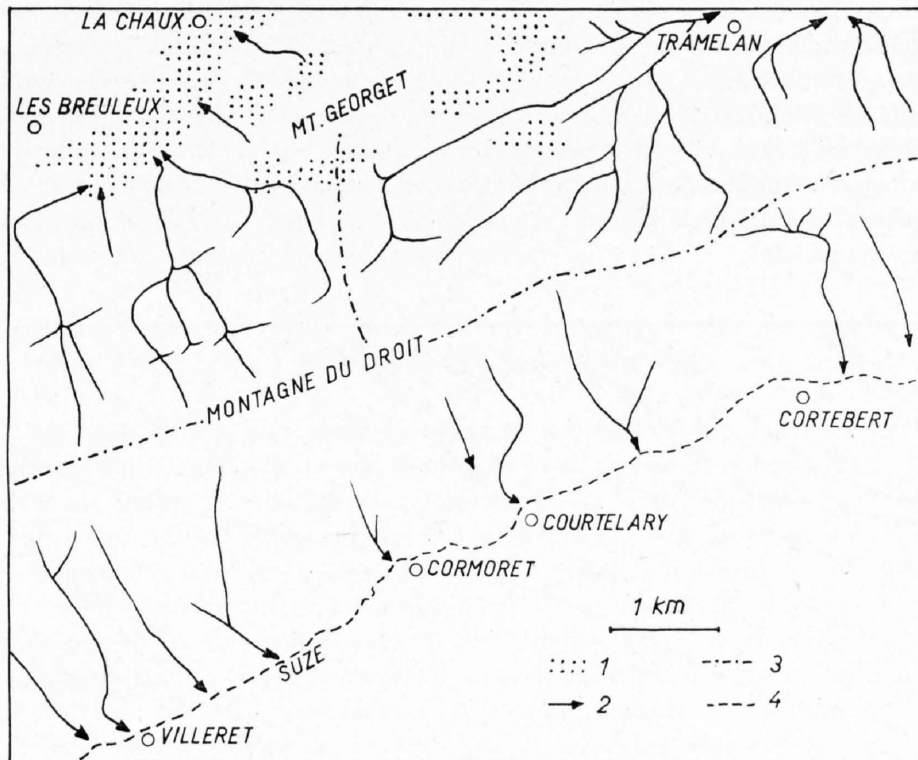 LA CHAUX
TRAMELAN
LES BREULEUX
MT. GEORGET
MONTAGNE DU DROIT
CORTEBERT
COURTELARY
CORMORET
1 km
SUZE
1
3
2
4
VILLERET